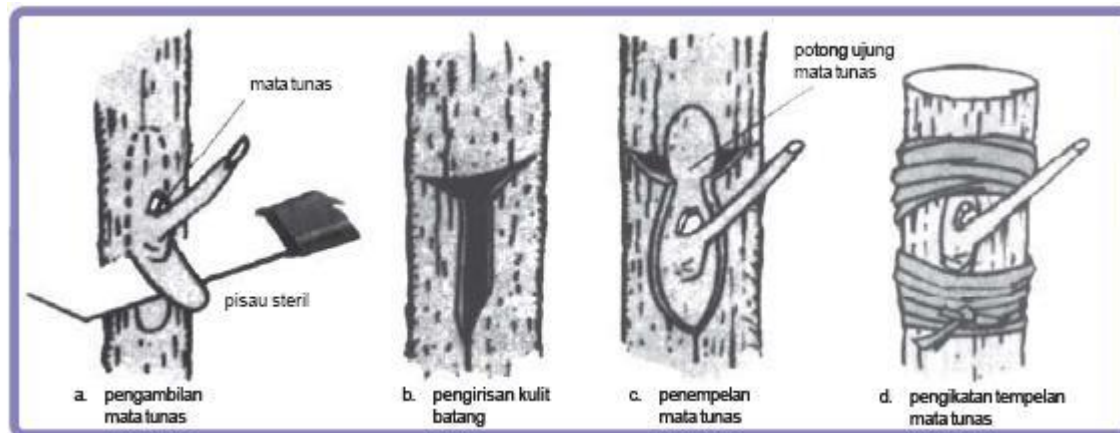 mata tunas
pisau steril
a. pengambilan
mata tunas
b. pengirisan kulit
batang
potong ujung
mata tunas
c. penempelan
mata tunas
d. pengikatan tempelan
mata tunas